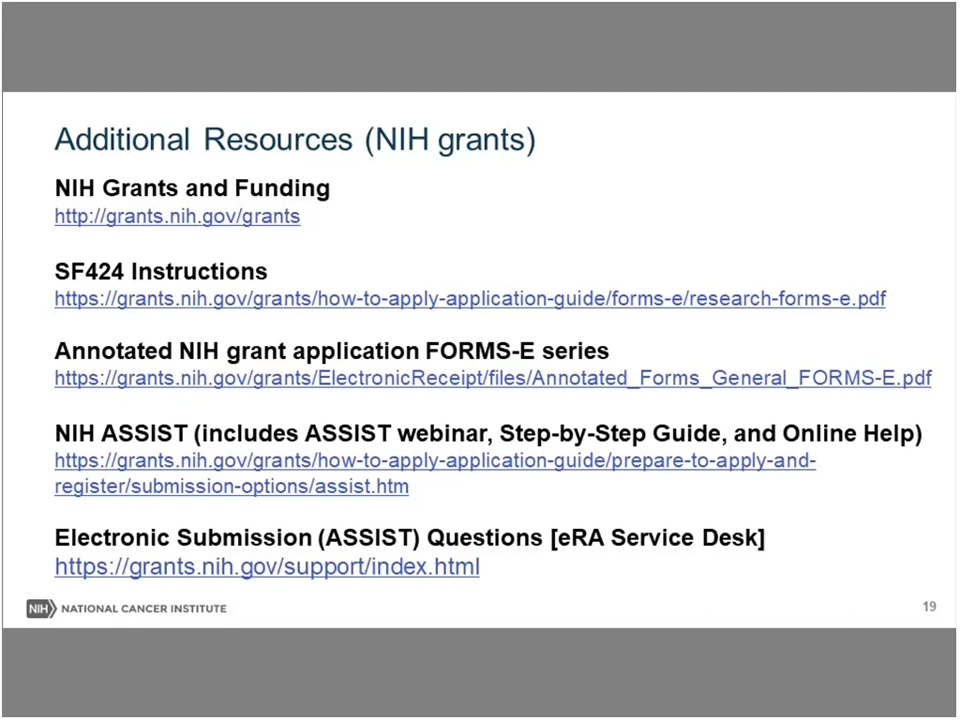 Additional Resources (NIH grants)
NIH Grants and Funding
http://grants.nih.gov/grants
SF424 Instructions
https://grants.nih.gov/grants/how-to-apply-application-guide/forms-e/research-forms-e.pdf
Annotated NIH grant application FORMS-E series
https://grants.nih.gov/grants/ElectronicReceipt/files/Annotated_Forms_General_FORMS-E.pdf
NIH ASSIST (includes ASSIST webinar, Step-by-Step Guide, and Online Help)
https://grants.nih.gov/grants/how-to-apply-application-guide/prepare-to-apply-and-
register/submission-options/assist.htm
Electronic Submission (ASSIST) Questions [eRA Service Desk]
https://grants.nih.gov/support/index.html
NIH NATIONAL CANCER INSTITUTE
19